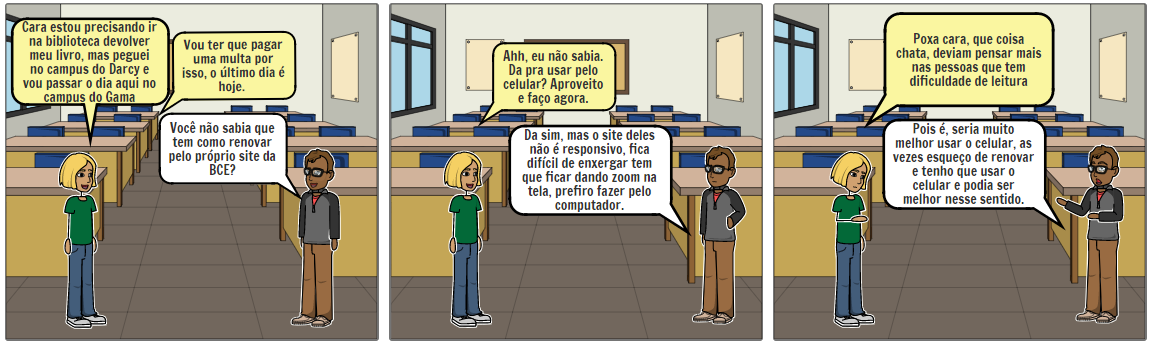 Cara estou precisando ir
na biblioteca devolver
meu livro, mas peguei
no campus do Darcy e
vou passar o dia aqui no
campus do Gama
Vou ter que pagar
uma multa por
isso, o último dia é
hoje.
Você não sabia que
tem como renovar
pelo próprio site da
BCE?
Ahh, eu não sabia.
Da pra usar pelo
celular? Aproveito
e faço agora.
Da sim, mas o site deles
não é responsivo, fica
difícil de enxergar tem
que ficar dando zoom na
tela, prefiro fazer pelo
computador.
Poxa cara, que coisa
chata, deviam pensar mais
nas pessoas que tem
dificuldade de leitura
Pois é, seria muito
melhor usar o celular, as
vezes esqueço de renovar
e tenho que usar o
celular e podia ser
melhor nesse sentido.